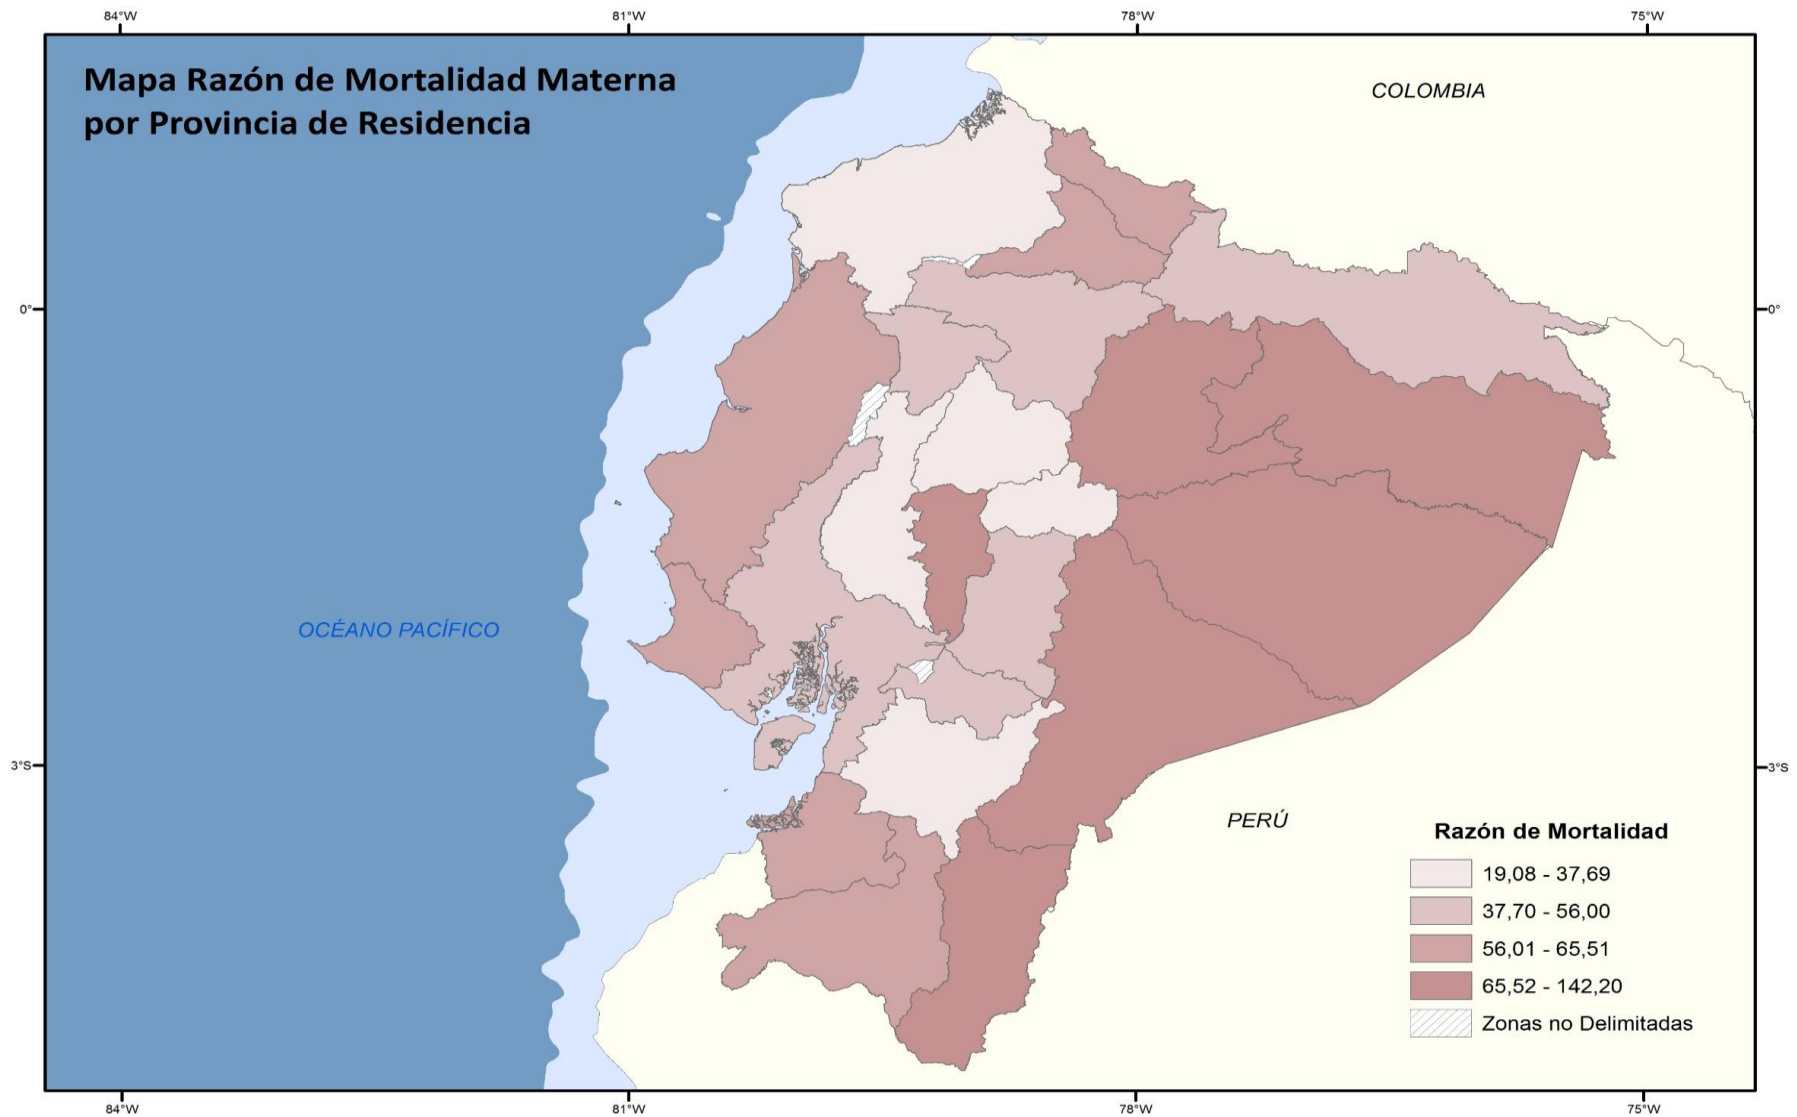 84°W
81°W
78°W
75°W
Mapa Razón de Mortalidad Materna
por Provincia de Residencia
COLOMBIA
0°
0°
OCÉANO PACÍFICO
3°S
3°S
PERÚ
Razón de Mortalidad
19,08 - 37,69
37,70 - 56,00
56,01 - 65,51
65,52 - 142,20
Zonas no Delimitadas
84°W
81°W
78°W
75°W